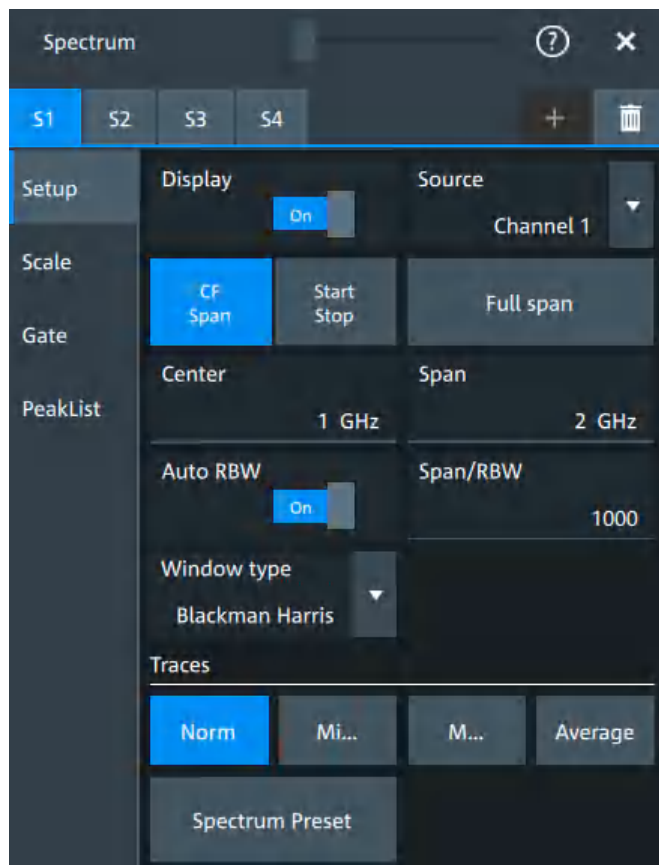 Spectrum
?
S1 S2 S3 S4 +
Setup
Scale
Gate
PeakList
Display
On
Source
Channel 1
CF
Span
Start
Stop
Full span
Center
1 GHz
Span
2 GHz
Auto RBW
On
Span/RBW
1000
Window type
Blackman Harris
Traces
Norm Mi... M... Average
Spectrum Preset